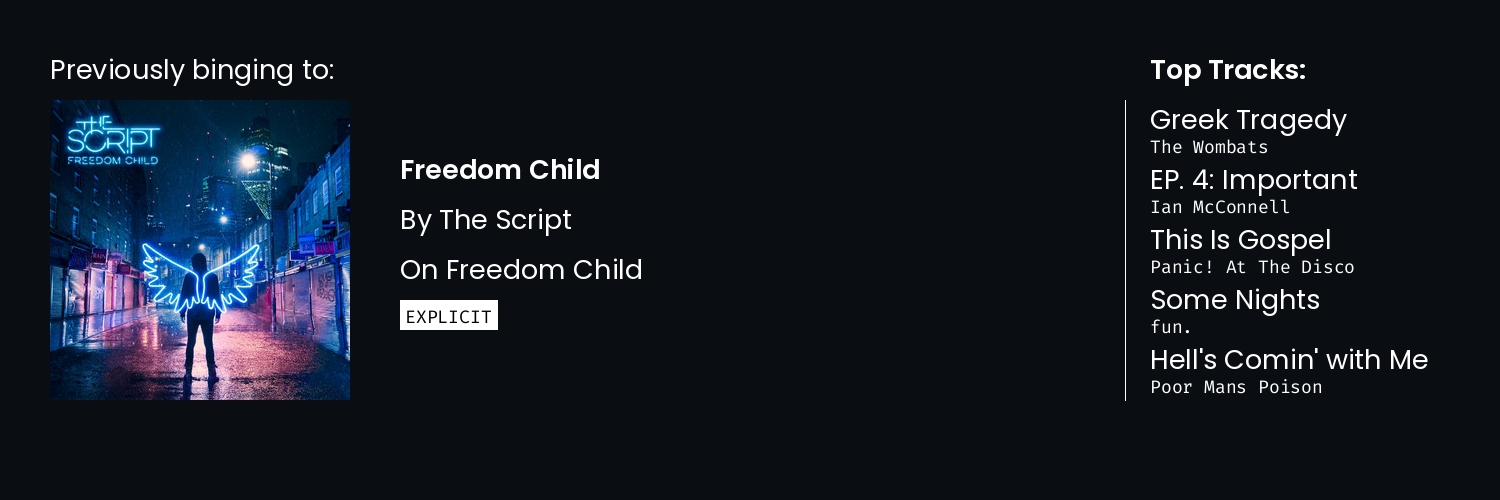 Previously binging to:
THE
SCRIPT
FREEDOM CHILD
Freedom Child
By The Script
On Freedom Child
EXPLICIT
Top Tracks:
Greek Tragedy
The Wombats
EP. 4: Important
Ian McConnell
This Is Gospel
Panic! At The Disco
Some Nights
fun.
Hell's Comin' with Me
Poor Mans Poison